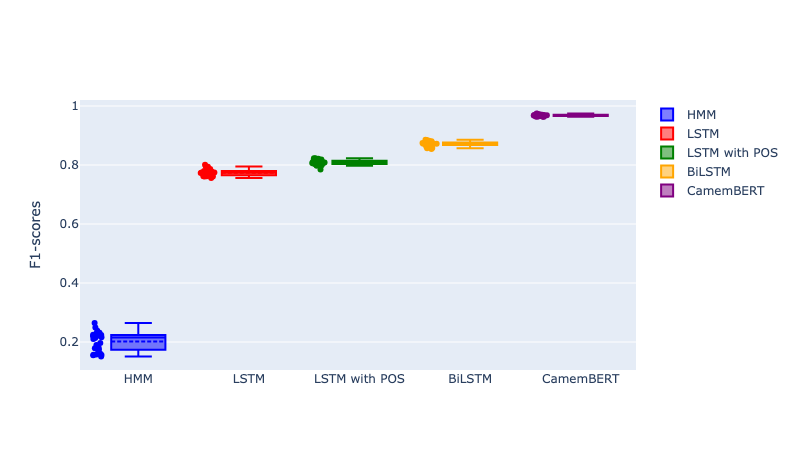 1
0.8
0.6
0.4
0.2
F1-scores
HMM
LSTM
LSTM with POS
BiLSTM
CamemBERT
HMM
LSTM
LSTM with POS
BiLSTM
CamemBERT